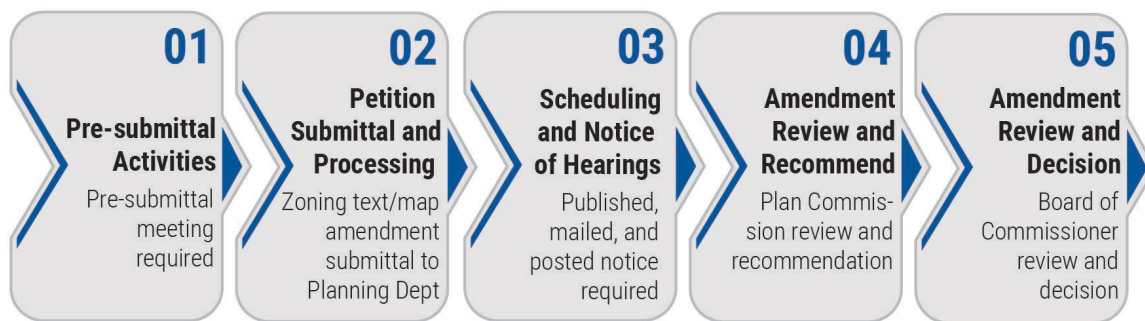 01
Pre-submittal
Activities
Pre-submittal
meeting
required
02
Petition
Submittal and
Processing
Zoning text/map
amendment
submittal to
Planning Dept
03
Scheduling
and Notice
of Hearings
Published,
mailed, and
posted notice
required
04
Amendment
Review and
Recommend
Plan Commis-
sion review and
recommendation
05
Amendment
Review and
Decision
Board of
Commissioner
review and
decision